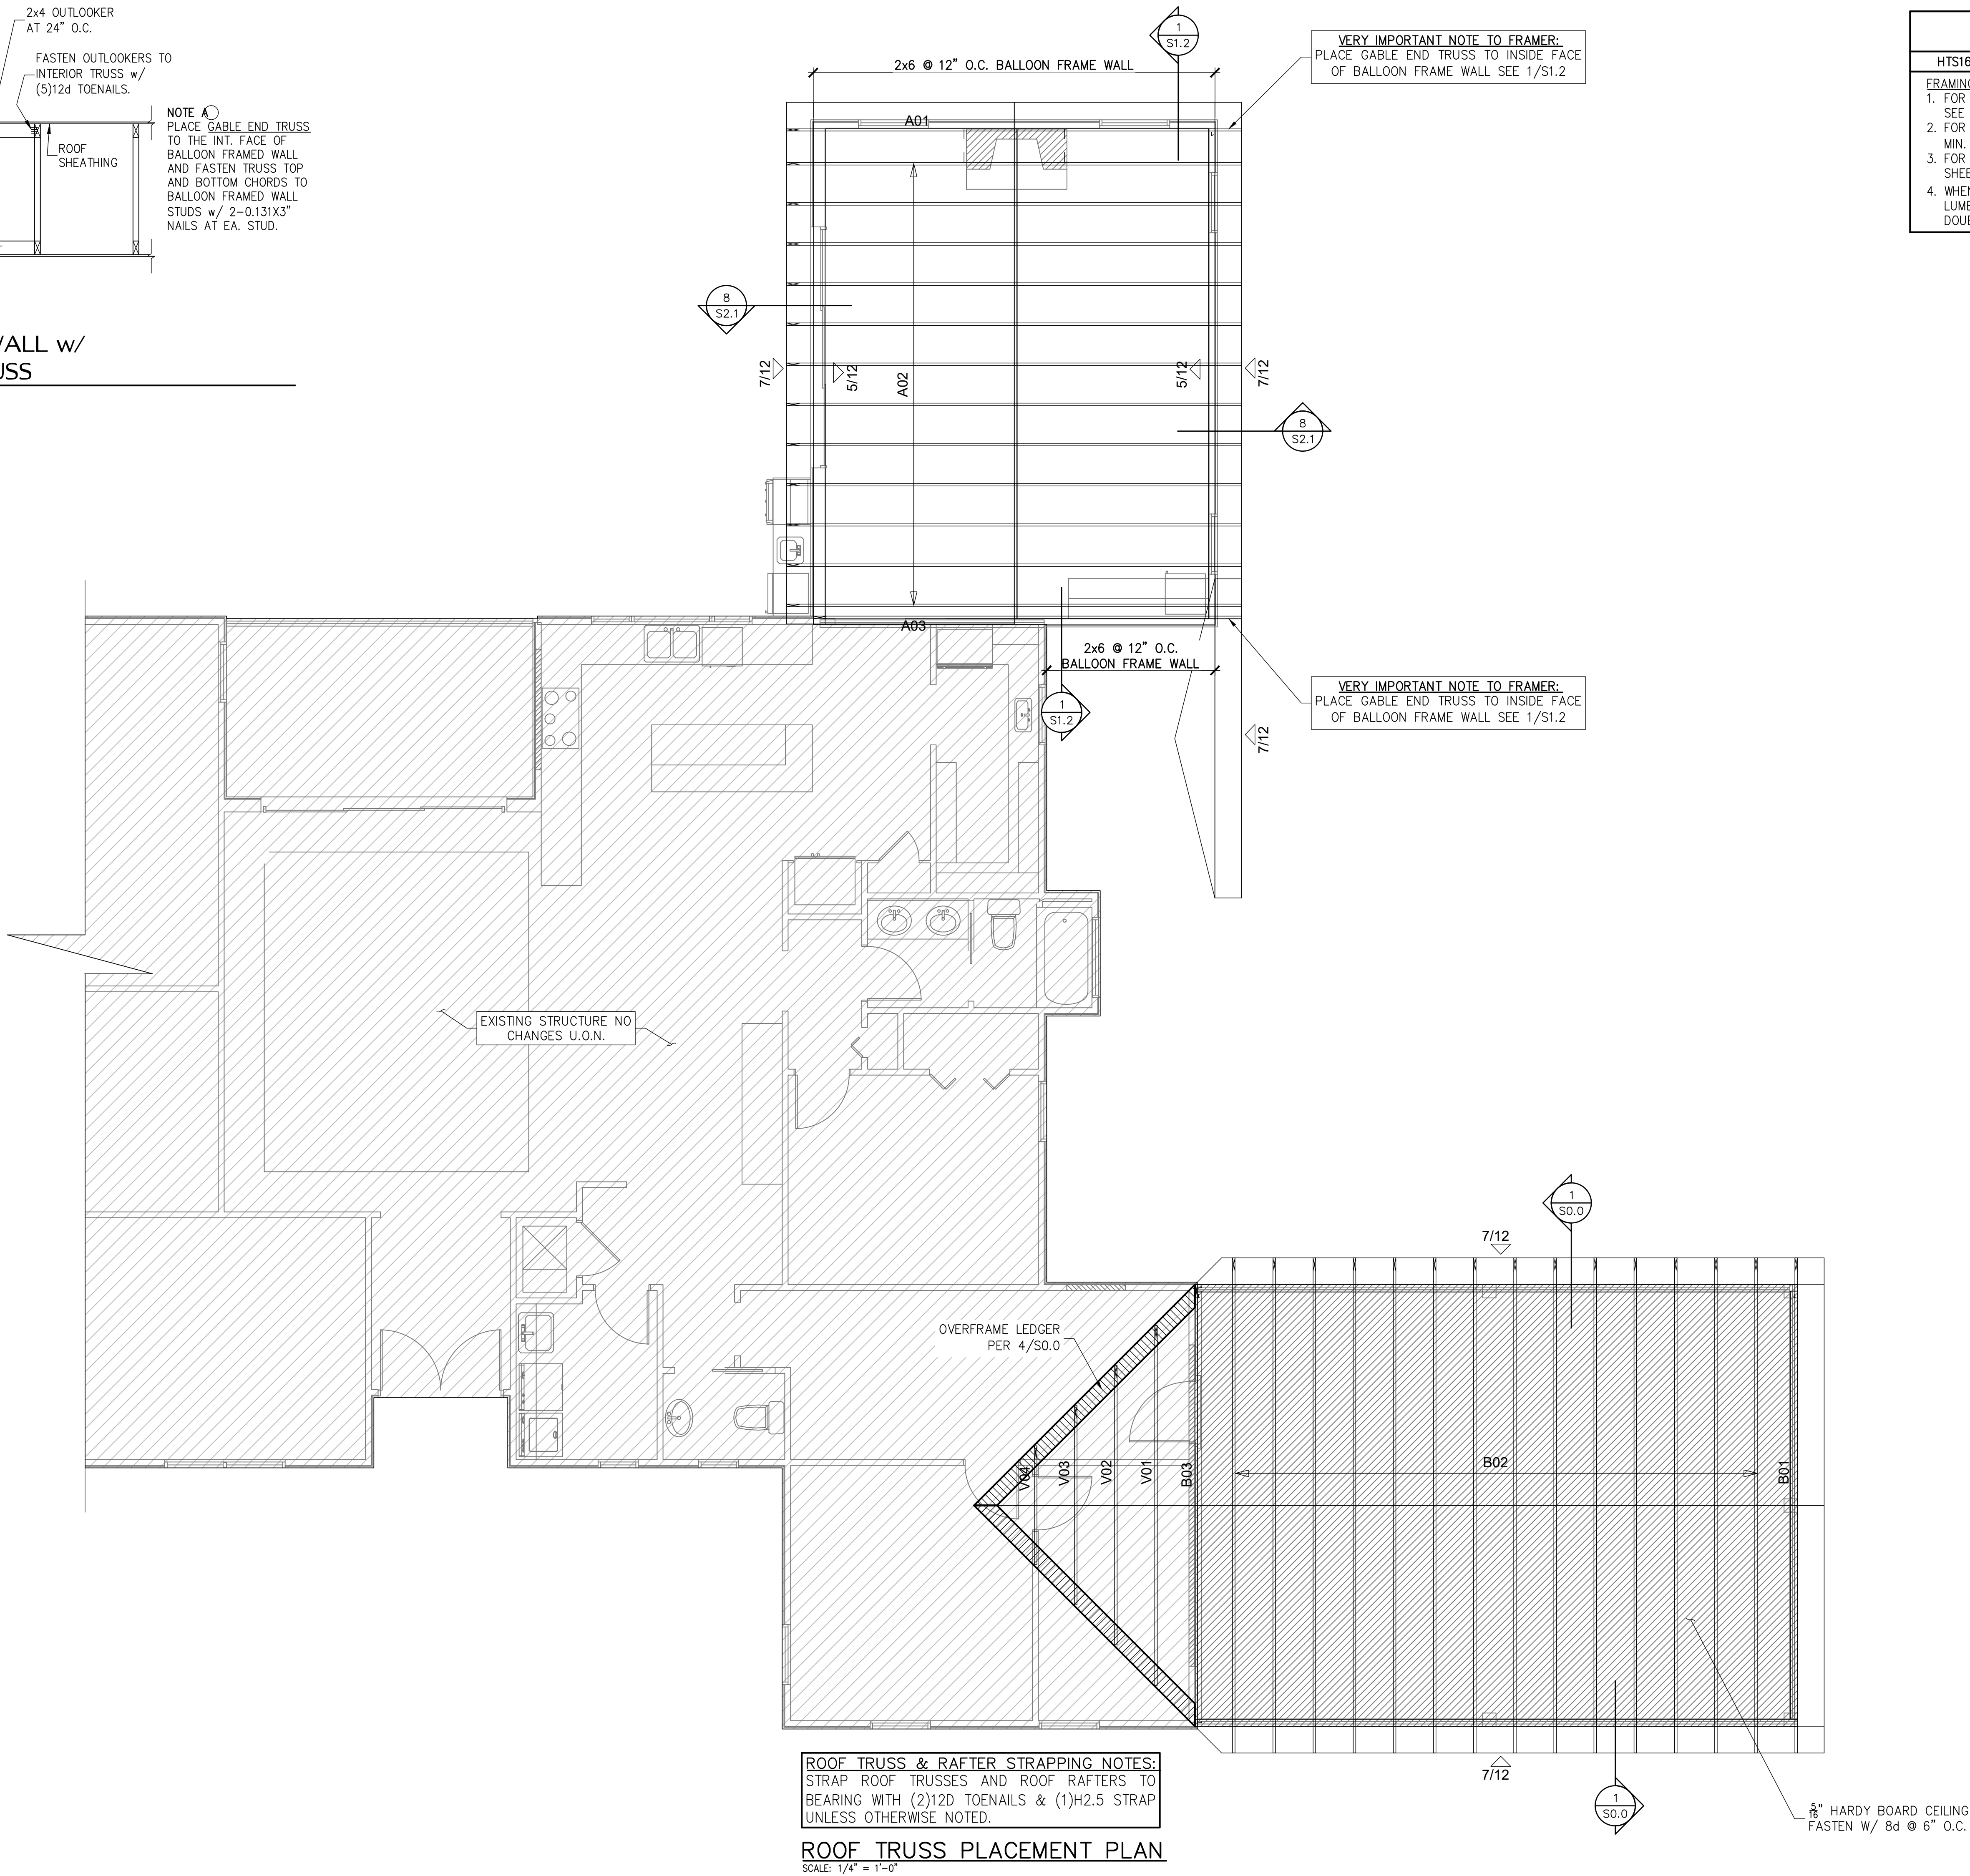 2x4 OUTLOOKER
AT 24" O.C.
FASTEN OUTLOOKERS TO
INTERIOR TRUSS w/
(5)12d TOENAILS.
NOTE A
PLACE GABLE END TRUSS
TO THE INT. FACE OF
BALLOON FRAMED WALL
AND FASTEN TRUSS TOP
AND BOTTOM CHORDS TO
BALLOON FRAMED WALL
STUDS w/ 2-0.131X3"
NAILS AT EA. STUD.
ROOF
SHEATHING
WALL w/
USS
1
S1.2
2x6 @ 12" O.C. BALLOON FRAME WALL
VERY IMPORTANT NOTE TO FRAMER:
PLACE GABLE END TRUSS TO INSIDE FACE
OF BALLOON FRAME WALL SEE 1/S1.2
HTS16
FRAMING
1. FOR
SEE
2. FOR
MIN.
3. FOR
SHEE
4. WHEN
LUMB
DOUB
A01
8
S2.1
7/12
5/12
A02
5/12
7/12
8
S2.1
A03
2x6 @ 12" O.C.
BALLOON FRAME WALL
1
S1.2
VERY IMPORTANT NOTE TO FRAMER:
PLACE GABLE END TRUSS TO INSIDE FACE
OF BALLOON FRAME WALL SEE 1/S1.2
7/12
EXISTING STRUCTURE NO
CHANGES U.O.N.
1
S0.0
7/12
OVERFRAME LEDGER
PER 4/S0.0
V04
V03
V02
V01
B03
B02
B01
7/12
1
S0.0
5/16" HARDY BOARD CEILING
FASTEN W/ 8d @ 6" O.C.
ROOF TRUSS & RAFTER STRAPPING NOTES:
STRAP ROOF TRUSSES AND ROOF RAFTERS TO
BEARING WITH (2)12D TOENAILS & (1)H2.5 STRAP
UNLESS OTHERWISE NOTED.
ROOF TRUSS PLACEMENT PLAN
SCALE: 1/4" = 1'-0"